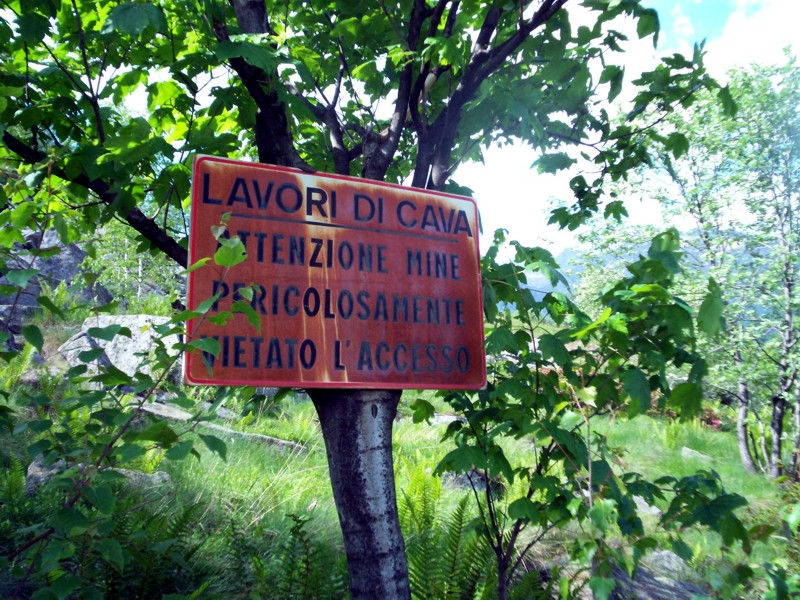 LAVORI DI CAVA
ATTENZIONE MINE
PERICOLOSAMENTE
VIETATO L'ACCESSO